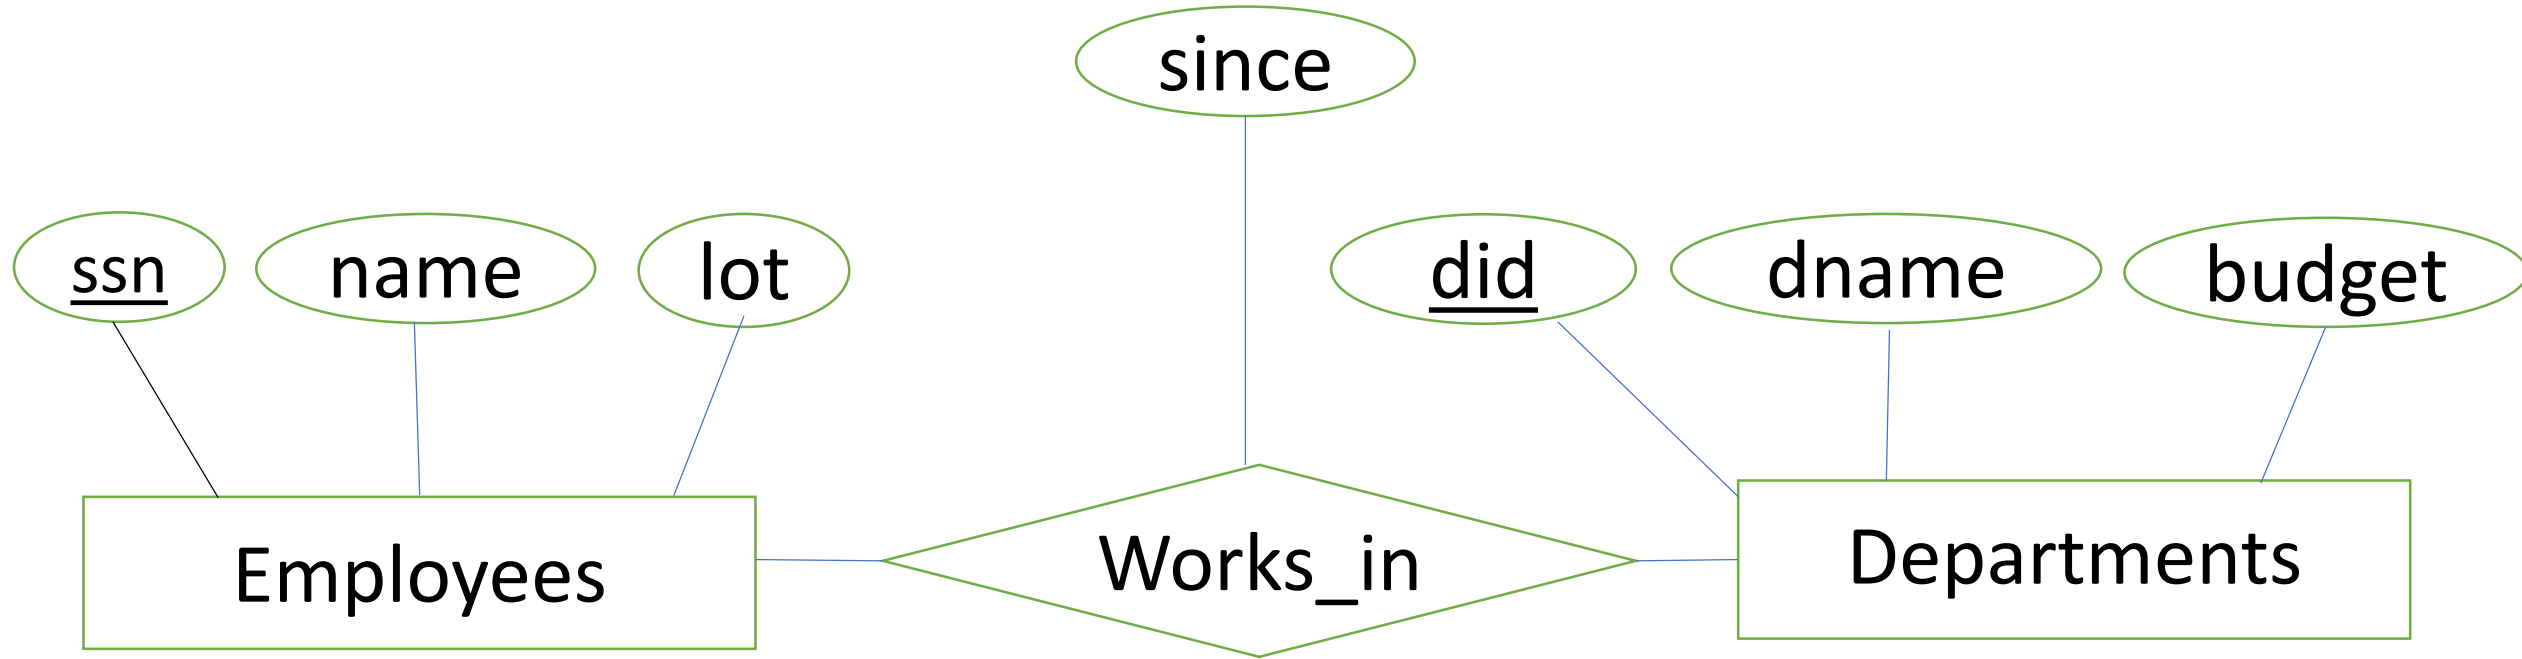 since
ssn
name
lot
did
dname
budget
Employees
Works_in
Departments